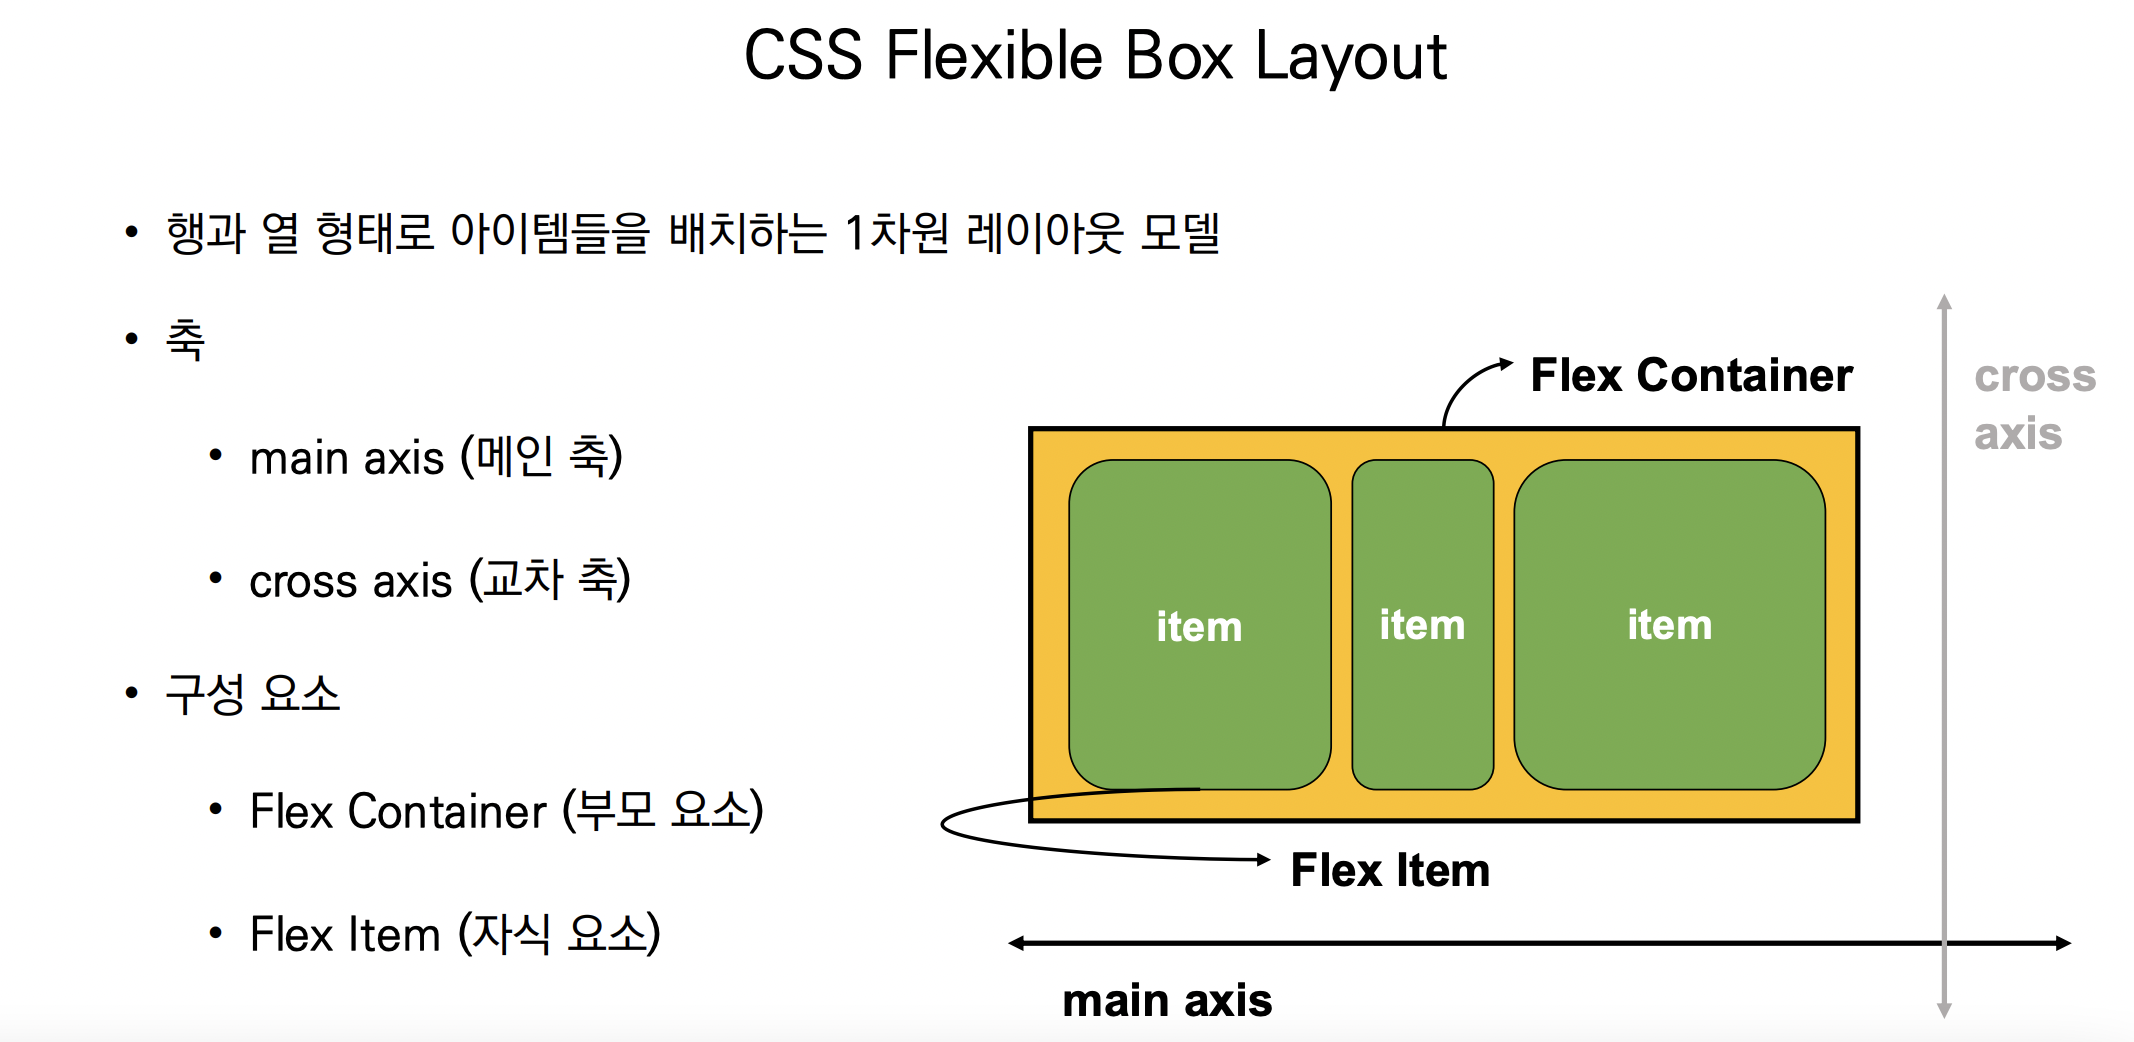 CSS Flexible Box Layout
• 행과 열 형태로 아이템들을 배치하는 1차원 레이아웃 모델
• 축
• main axis (메인 축)
• cross axis (교차 축)
• 구성 요소
• Flex Container (부모 요소)
• Flex Item (자식 요소)
Flex Container
cross
axis
item
item
item
Flex Item
main axis